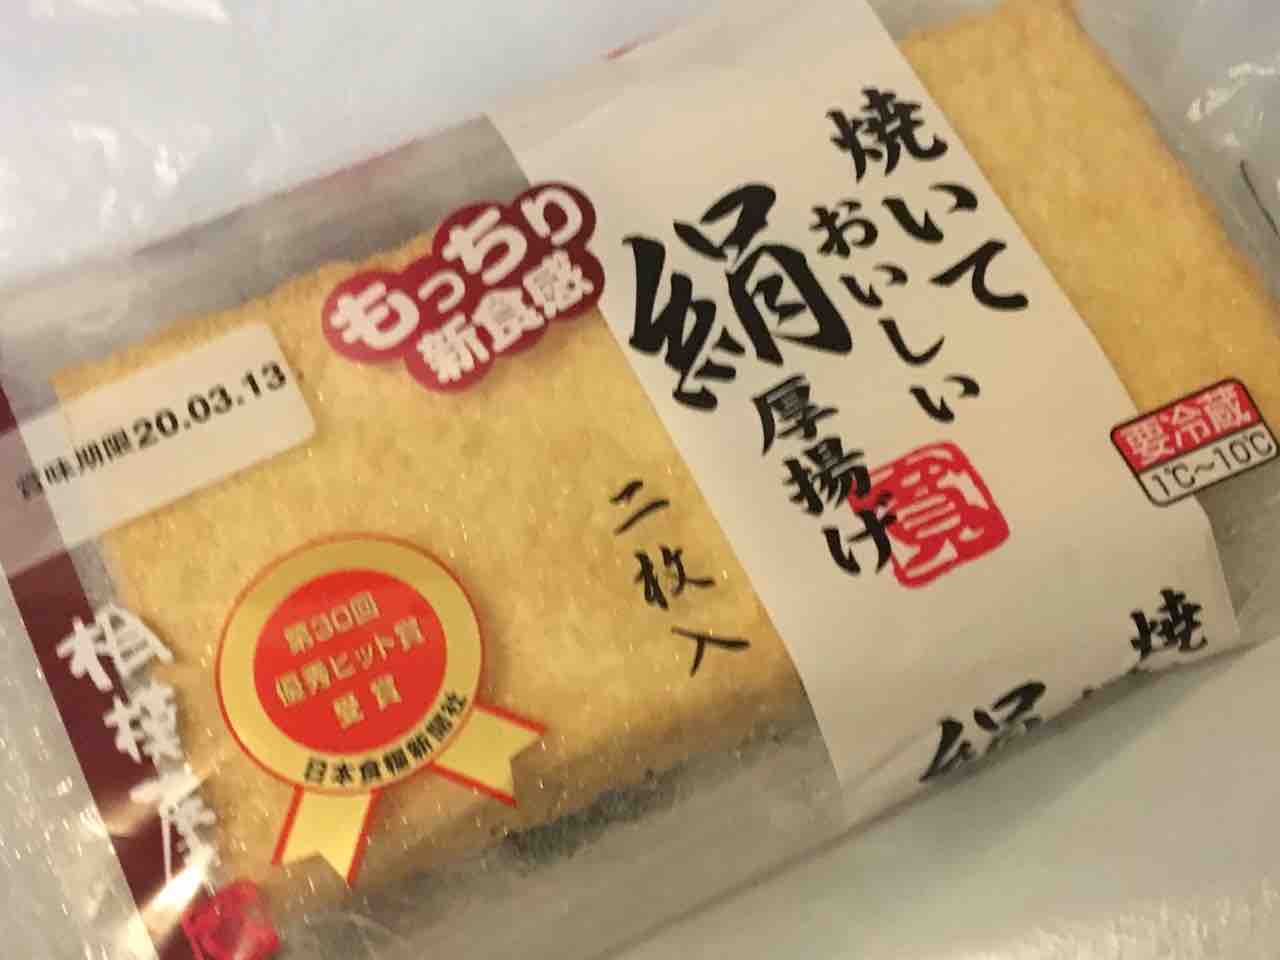 焼いて
おいしい
絹
厚揚げ
もっちり
新食感
賞味期限20.03.13
二枚入
要冷蔵
1℃~10℃
第30回
優秀ヒット賞
受賞
日本食糧新聞社
相模屋
焼
絹